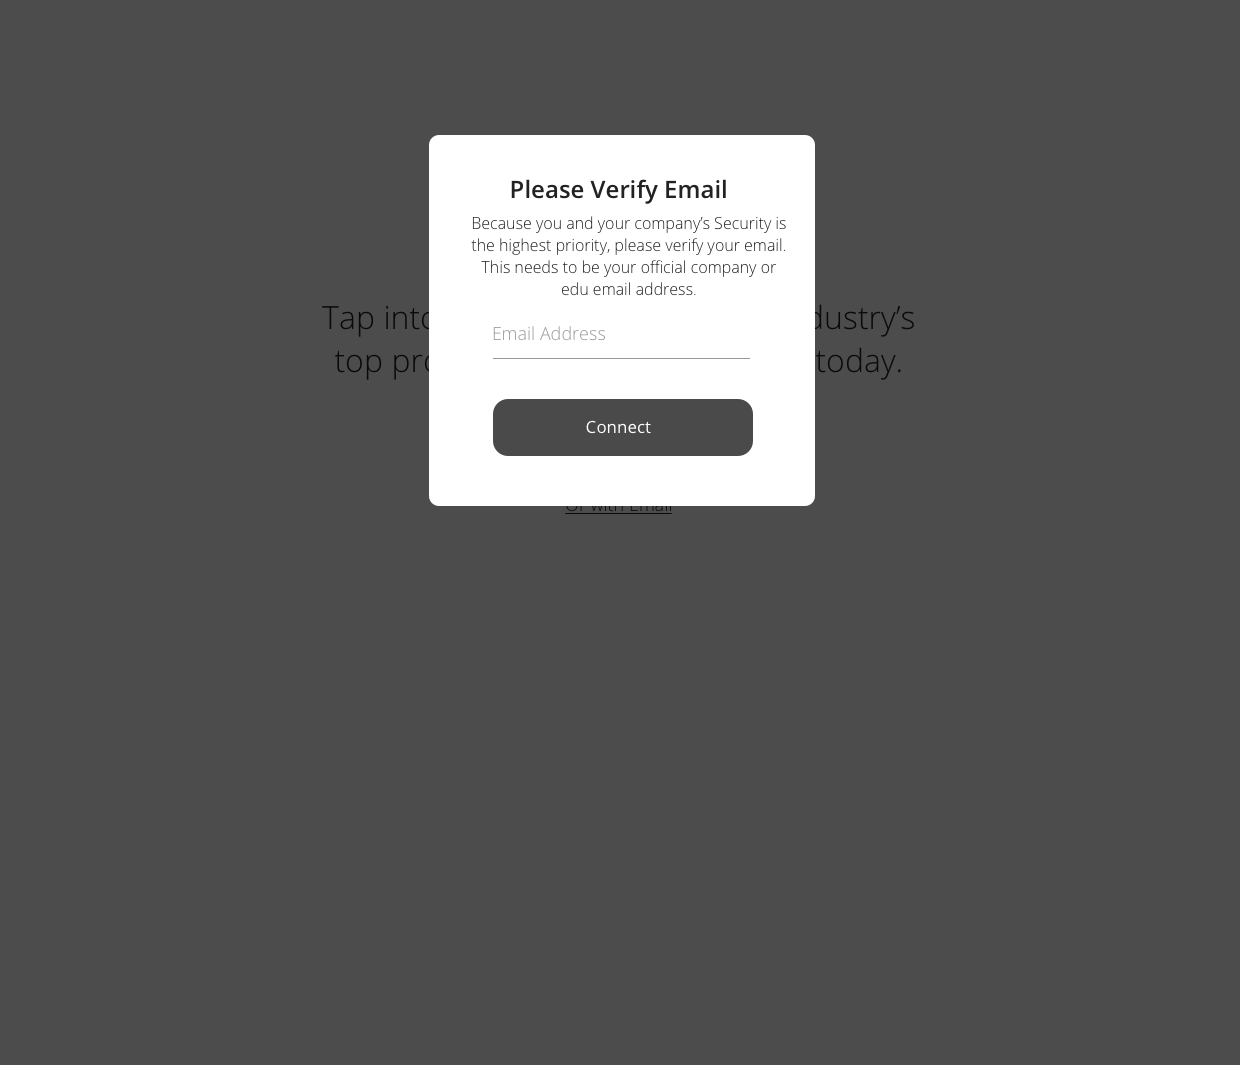 Please Verify Email
Because you and your company’s Security is
the highest priority, please verify your email.
This needs to be your official company or
edu email address.
Tap into
dustry’s
top pro
today.
Email Address
Connect
Or with Email